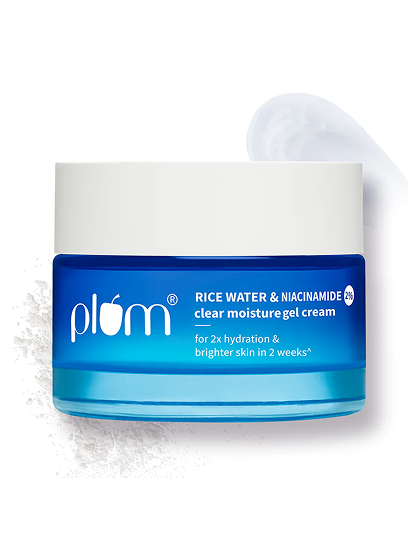 plum®
RICE WATER & NIACINAMIDE 2%
clear moisture gel cream
for 2x hydration &
brighter skin in 2 weeks^